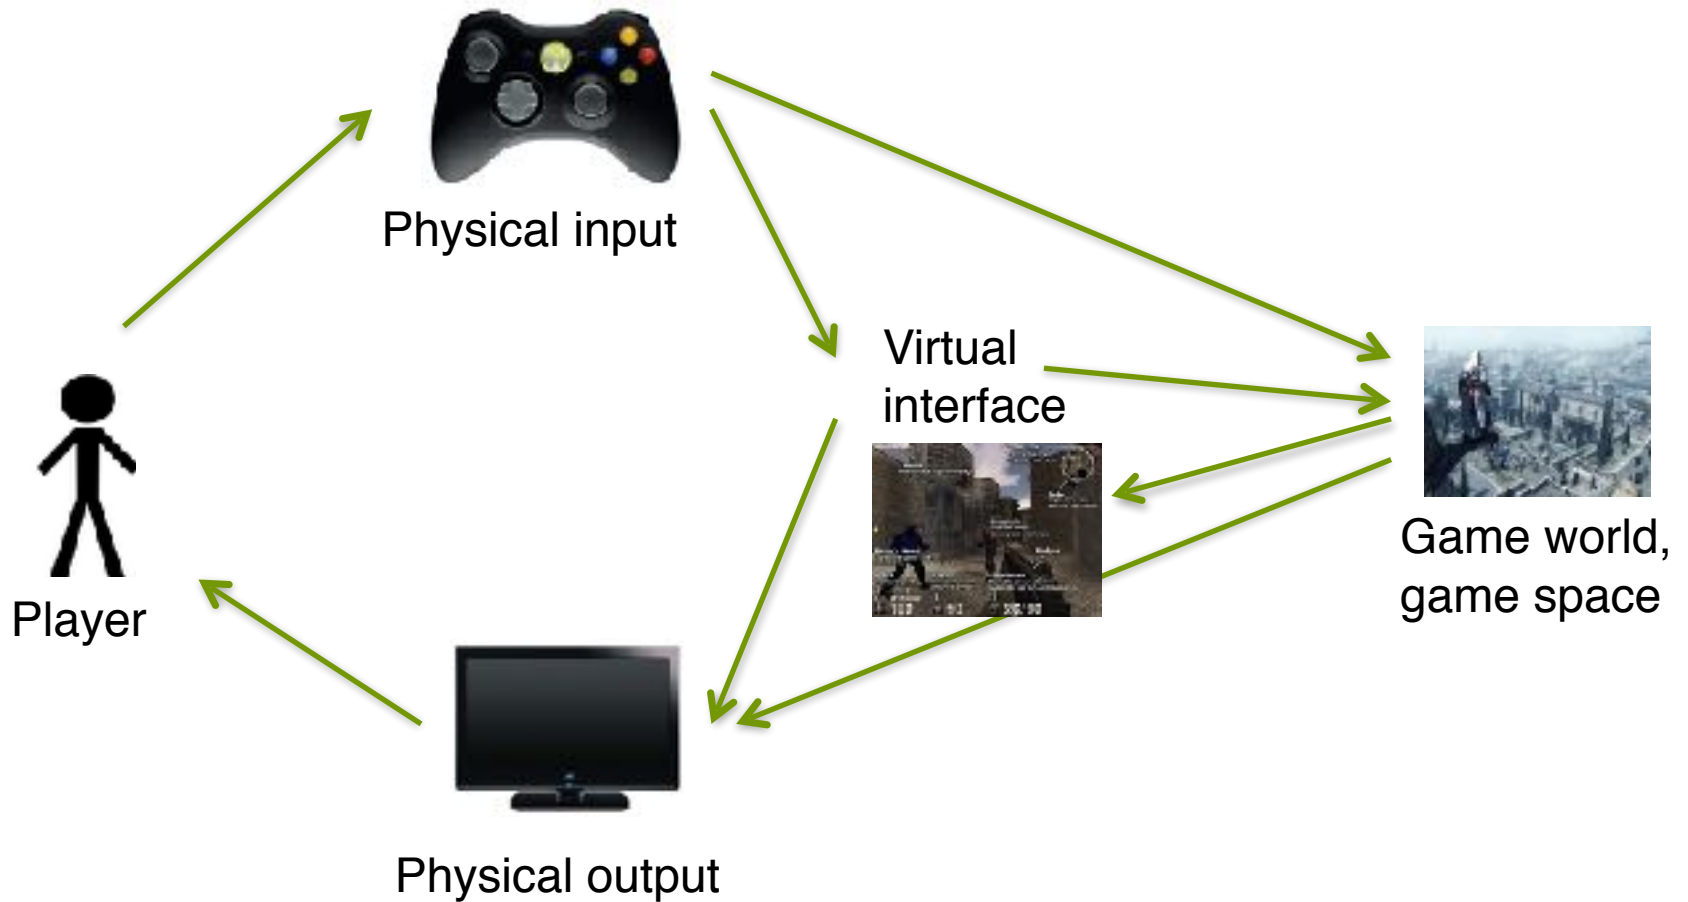 Physical input
Virtual
interface
Game world,
game space
Player
Physical output